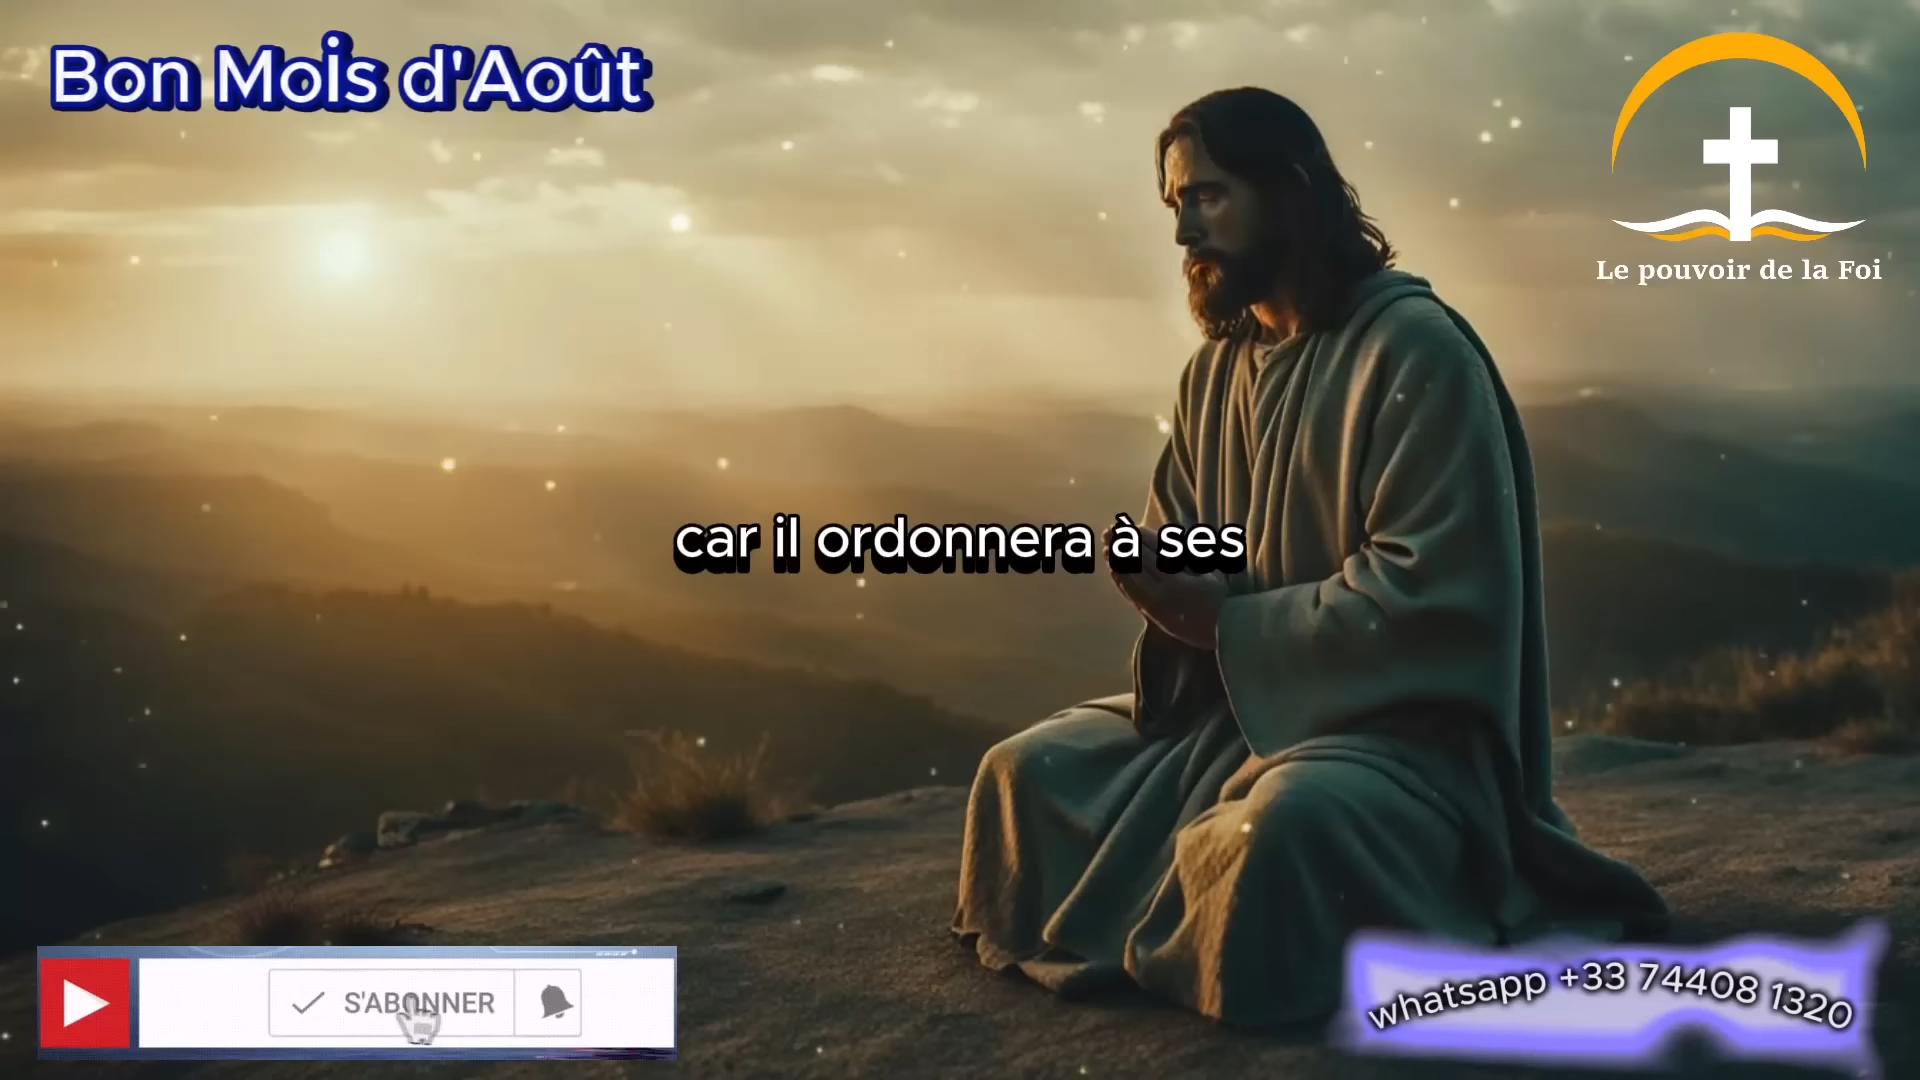 Bon Mois d'Août
Le pouvoir de la Foi
car il ordonnera à ses
S'ABONNER
whatsapp +33 74408 1320